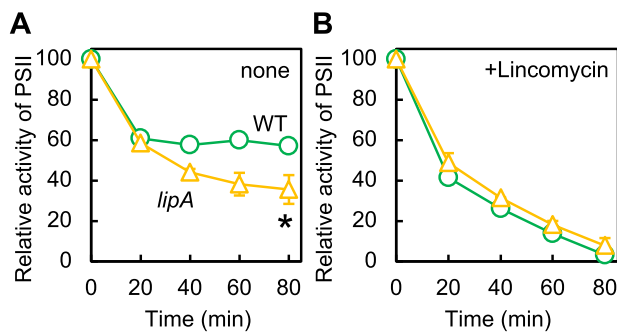 A
Relative activity of PSII
100
80
60
40
20
0
none
WT
lipA
*
0 20 40 60 80
Time (min)
B
Relative activity of PSII
100
80
60
40
20
0
+Lincomycin
0 20 40 60 80
Time (min)